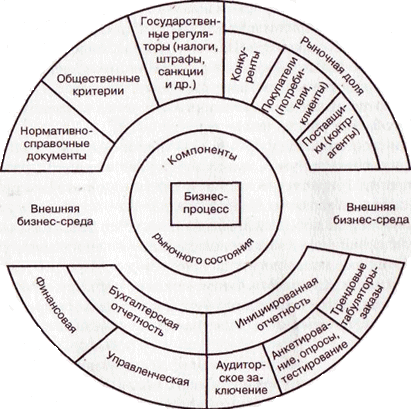 Государствен-
ные регуля-
торы (налоги,
штрафы,
санкции
и др.)
Общественные
критерии
Нормативно-
справочные
документы
Рыночная доля
Конку-
ренты
Покупатели
(потреби-
тели,
клиенты)
Поставщи-
ки (контр-
агенты)
Компоненты
Бизнес-
процесс
рыночного состояния
Внешняя
бизнес-среда
Внешняя
бизнес-среда
Финансовая
Бухгалтерская
отчетность
Управленческая
Инициированная
отчетность
Аудитор-
ское за-
ключение
Анкетирова-
ние, опросы,
тестирование
Трендовые
табуляторы-
заказы